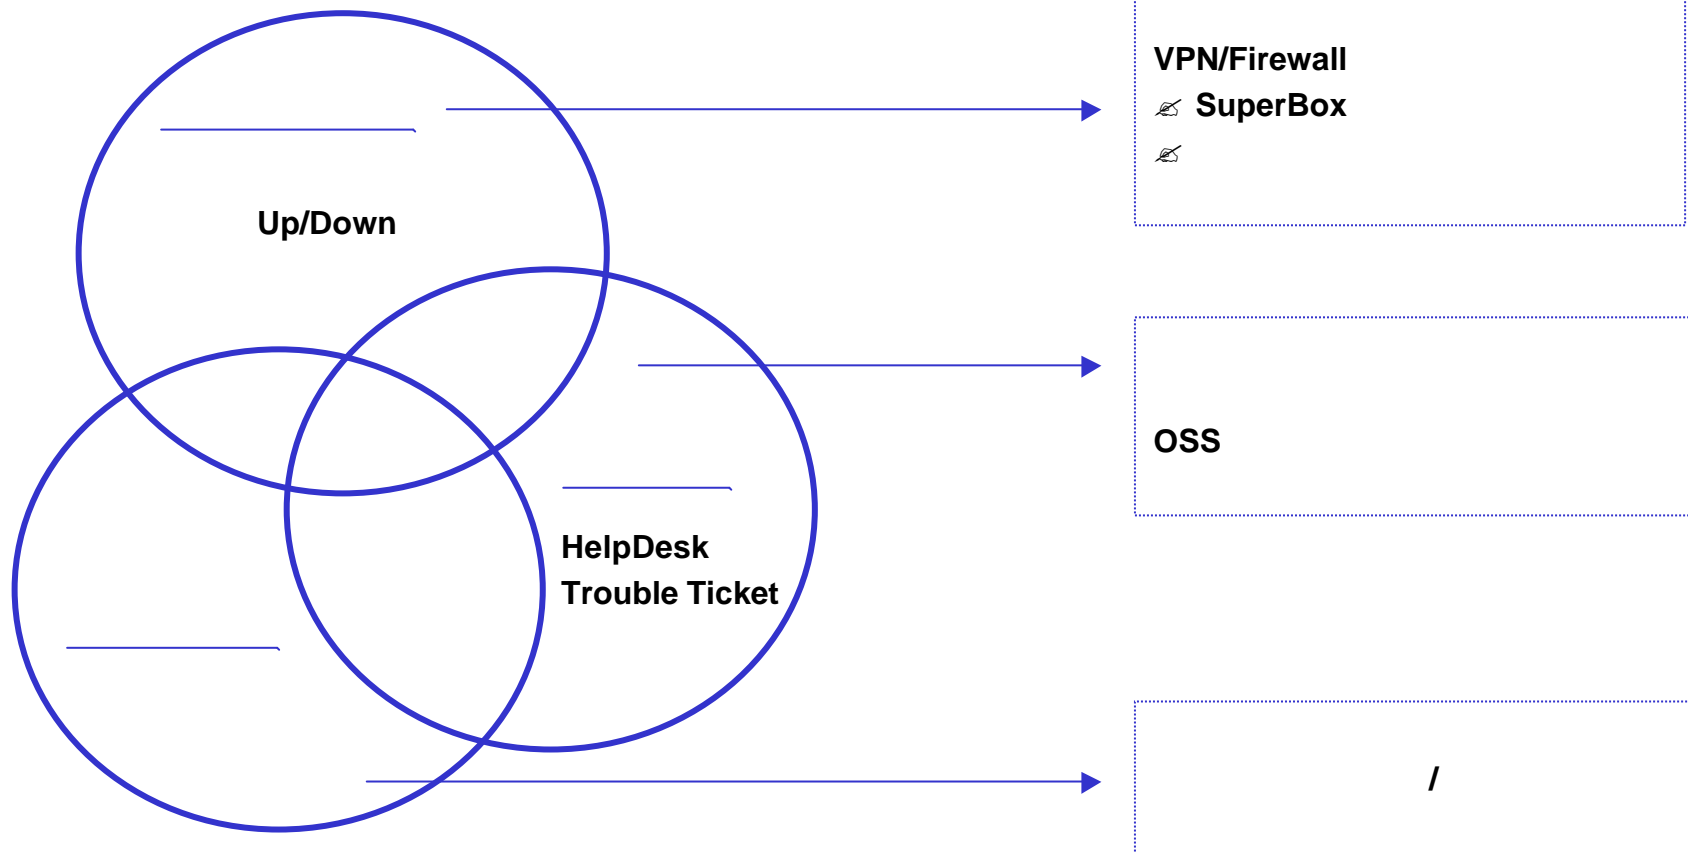 VPN/Firewall
SuperBox
Up/Down
OSS
HelpDesk
Trouble Ticket
/